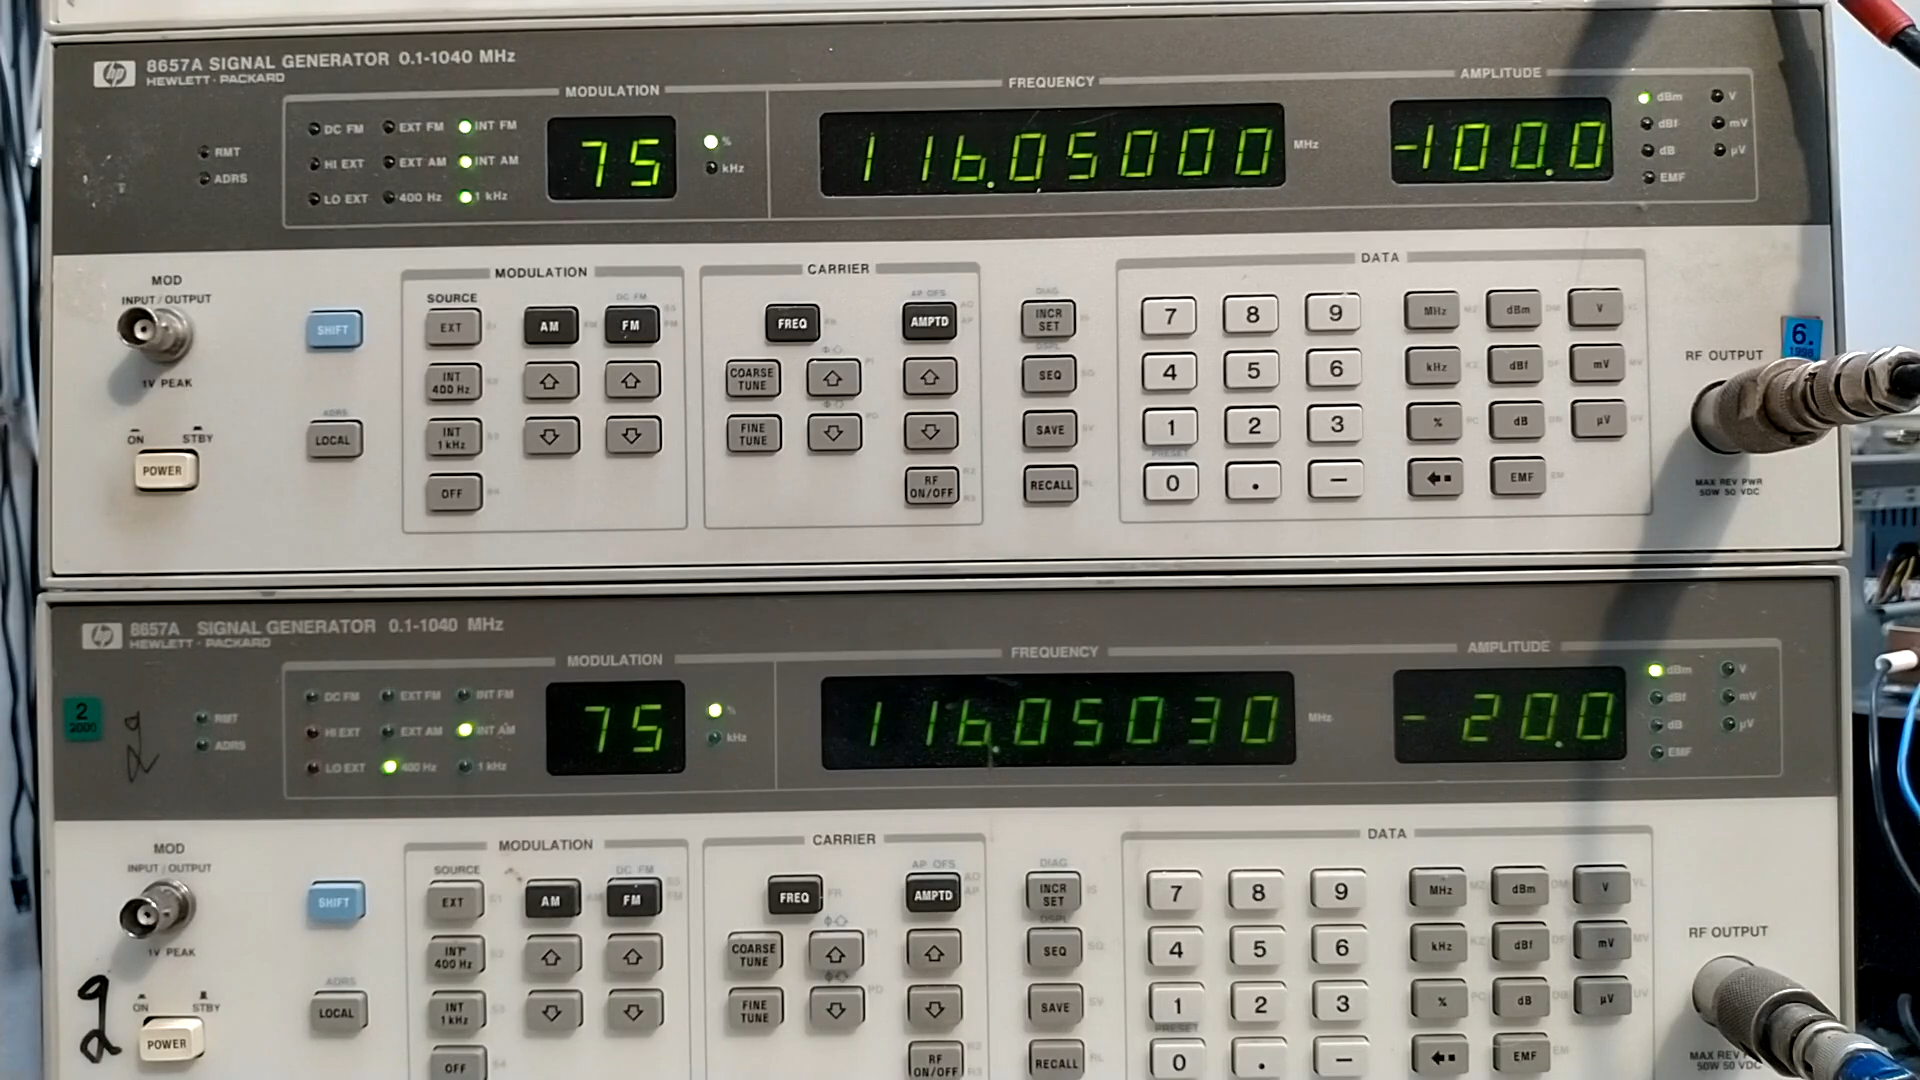 hp 8657A SIGNAL GENERATOR 0.1-1040 MHz
HEWLETT·PACKARD
MODULATION
FREQUENCY
AMPLITUDE
RMT
ADRS
DC FM EXT FM INT FM
HI EXT EXT AM INT AM
LO EXT 400 Hz 1 kHz
75
%
kHz
116.05000
MHz
-100.0
dBm V
dBf mV
dB µV
EMF
MOD
INPUT/OUTPUT
1V PEAK
ON STBY
POWER
SHIFT
ADRS
LOCAL
MODULATION
SOURCE
DC FM
EXT AM FM
INT 400 Hz
INT 1 kHz
OFF
CARRIER
AP OFS
FREQ AMPTD
COARSE TUNE
FINE TUNE
RF ON/OFF
DIAG
INCR SET
DSPL
SEQ
SAVE
RECALL
DATA
7 8 9 MHz dBm V
4 5 6 kHz dBf mV
1 2 3 % dB µV
PRESET
0 . - EMF
6.
1998
RF OUTPUT
MAX REV PWR
50W 50 VDC
hp 8657A SIGNAL GENERATOR 0.1-1040 MHz
HEWLETT·PACKARD
MODULATION
FREQUENCY
AMPLITUDE
2
2000
RMT
ADRS
DC FM EXT FM INT FM
HI EXT EXT AM INT AM
LO EXT 400 Hz 1 kHz
75
%
kHz
116.05030
MHz
-20.0
dBm V
dBf mV
dB µV
EMF
MOD
INPUT/OUTPUT
1V PEAK
ON STBY
POWER
SHIFT
ADRS
LOCAL
MODULATION
SOURCE
DC FM
EXT AM FM
INT 400 Hz
INT 1 kHz
OFF
CARRIER
AP OFS
FREQ AMPTD
COARSE TUNE
FINE TUNE
RF ON/OFF
DIAG
INCR SET
DSPL
SEQ
SAVE
RECALL
DATA
7 8 9 MHz dBm V
4 5 6 kHz dBf mV
1 2 3 % dB µV
PRESET
0 . - EMF
RF OUTPUT
MAX REV
50W 50 VDC